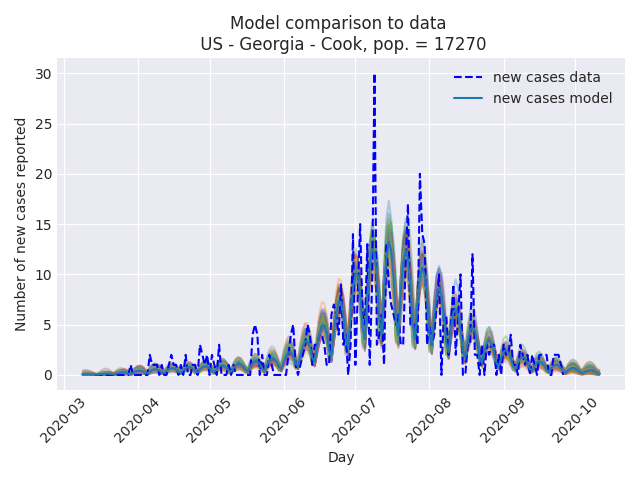 Model comparison to data
US - Georgia - Cook, pop. = 17270
new cases data
new cases model
Number of new cases reported
30
25
20
15
10
5
0
2020-03
2020-04
2020-05
2020-06
2020-07
2020-08
2020-09
2020-10
Day